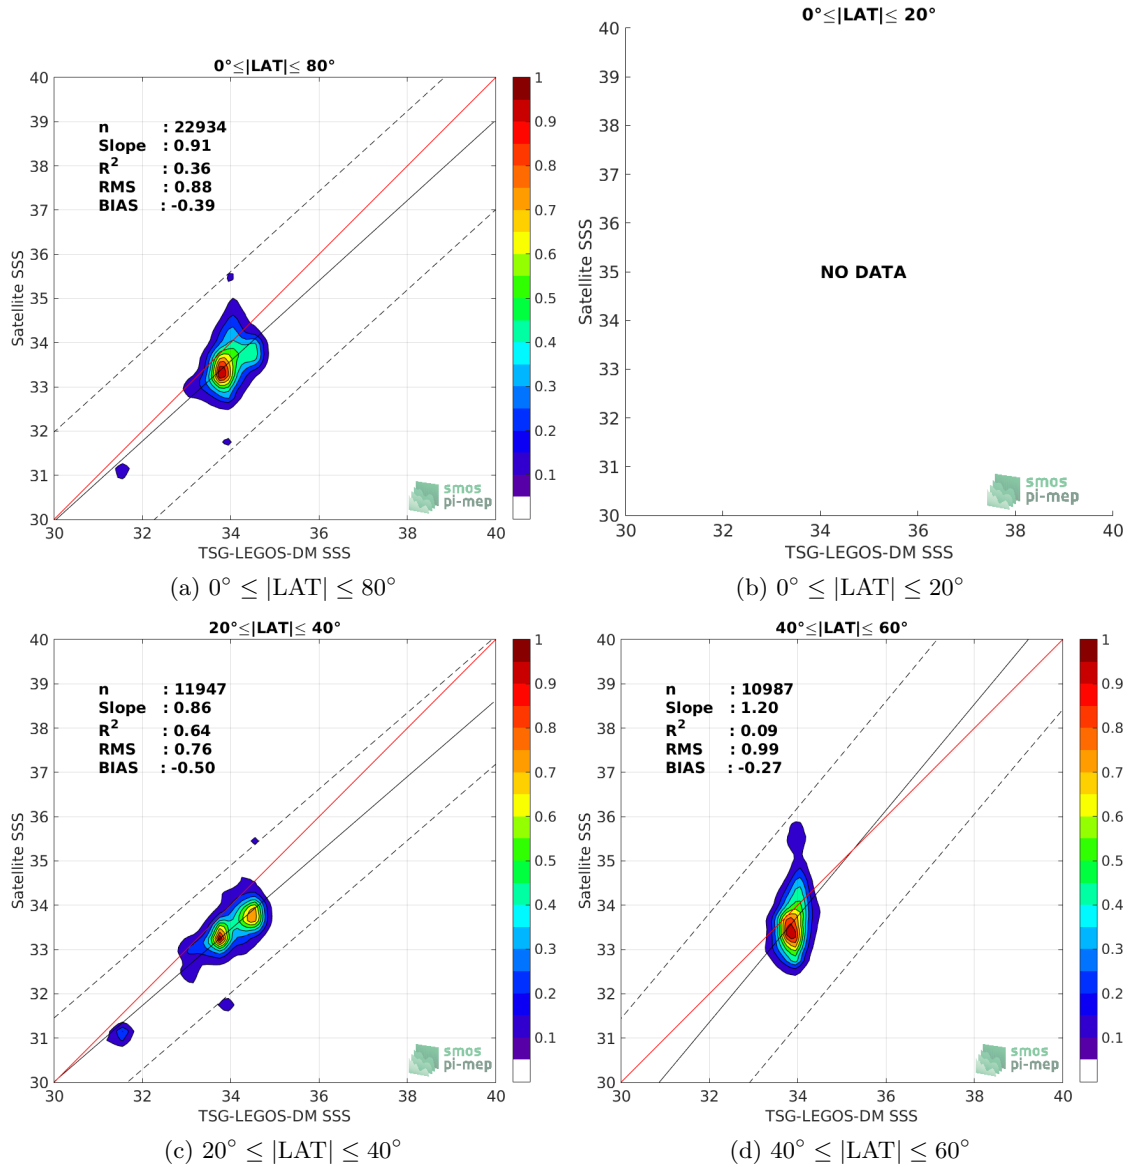 0°≤|LAT|≤ 80°
n : 22934
Slope : 0.91
R2 : 0.36
RMS : 0.88
BIAS : -0.39
Satellite SSS
40
39
38
37
36
35
34
33
32
31
30
30 32 34 36 38 40
TSG-LEGOS-DM SSS
1
0.9
0.8
0.7
0.6
0.5
0.4
0.3
0.2
0.1
smos
pi-mep
(a) 0° ≤ |LAT| ≤ 80°
0°≤|LAT|≤ 20°
Satellite SSS
40
39
38
37
36
35
34
33
32
31
30
NO DATA
smos
pi-mep
30 32 34 36 38 40
TSG-LEGOS-DM SSS
(b) 0° ≤ |LAT| ≤ 20°
20°≤|LAT|≤ 40°
n : 11947
Slope : 0.86
R2 : 0.64
RMS : 0.76
BIAS : -0.50
Satellite SSS
40
39
38
37
36
35
34
33
32
31
30
30 32 34 36 38 40
TSG-LEGOS-DM SSS
1
0.9
0.8
0.7
0.6
0.5
0.4
0.3
0.2
0.1
smos
pi-mep
(c) 20° ≤ |LAT| ≤ 40°
40°≤|LAT|≤ 60°
n : 10987
Slope : 1.20
R2 : 0.09
RMS : 0.99
BIAS : -0.27
Satellite SSS
40
39
38
37
36
35
34
33
32
31
30
30 32 34 36 38 40
TSG-LEGOS-DM SSS
1
0.9
0.8
0.7
0.6
0.5
0.4
0.3
0.2
0.1
smos
pi-mep
(d) 40° ≤ |LAT| ≤ 60°